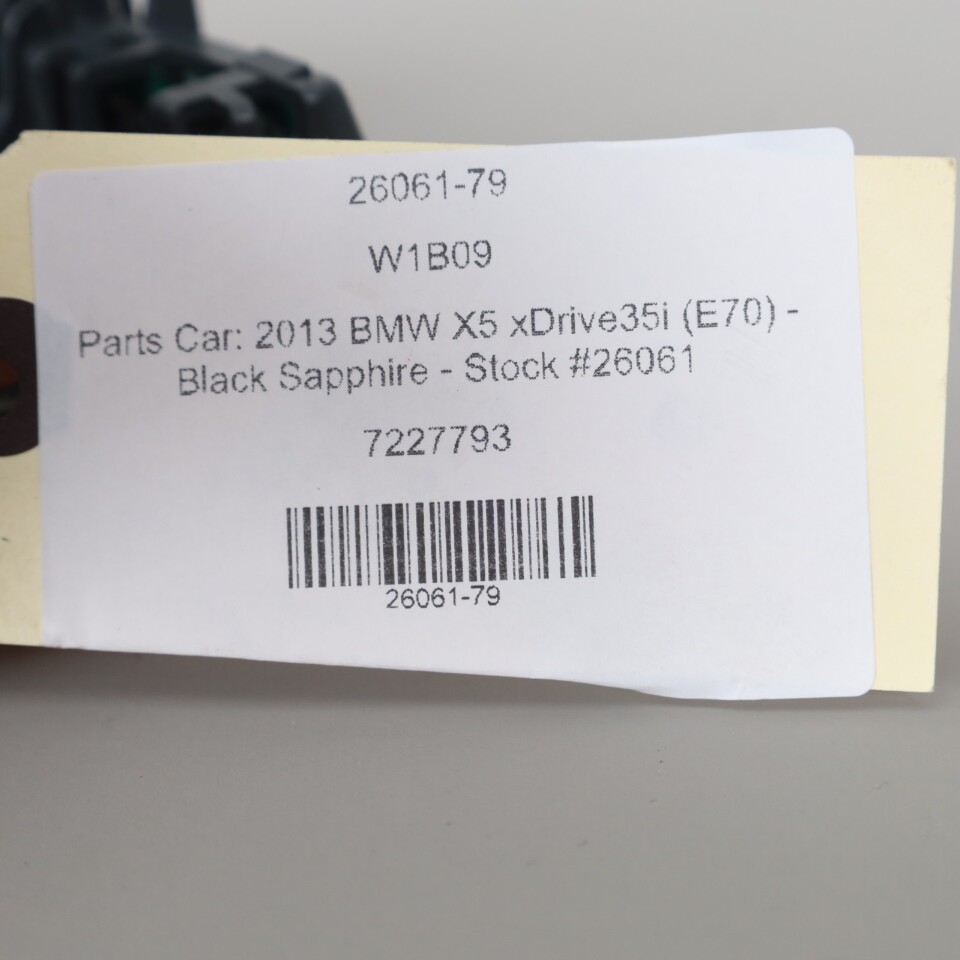 26061-79
W1B09
Parts Car: 2013 BMW X5 xDrive35i (E70) -
Black Sapphire - Stock #26061
7227793
26061-79